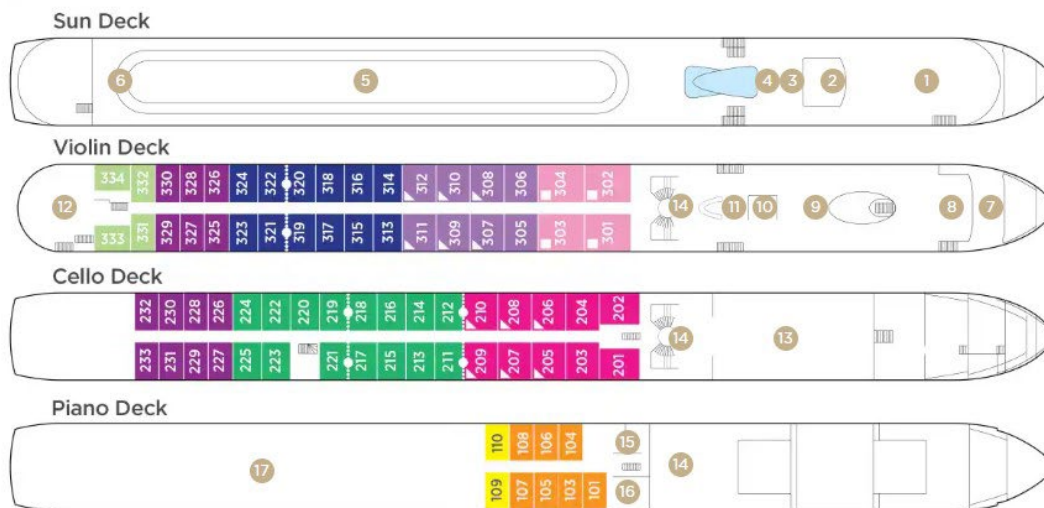 Sun Deck
6 5 4 3 2 1
Violin Deck
334 332 330 328 326 324 322 320 318 316 314 312 310 308 306 304 302
12 14 11 10 9 8 7
333 331 329 327 325 323 321 319 317 315 313 311 309 307 305 303 301
Cello Deck
232 230 228 226 224 222 220 219 218 216 214 212 210 208 206 204 202
14 13
233 231 229 227 225 223 221 217 215 213 211 209 207 205 203 201
Piano Deck
110 108 106 104 15
17 14
109 107 105 103 101 16